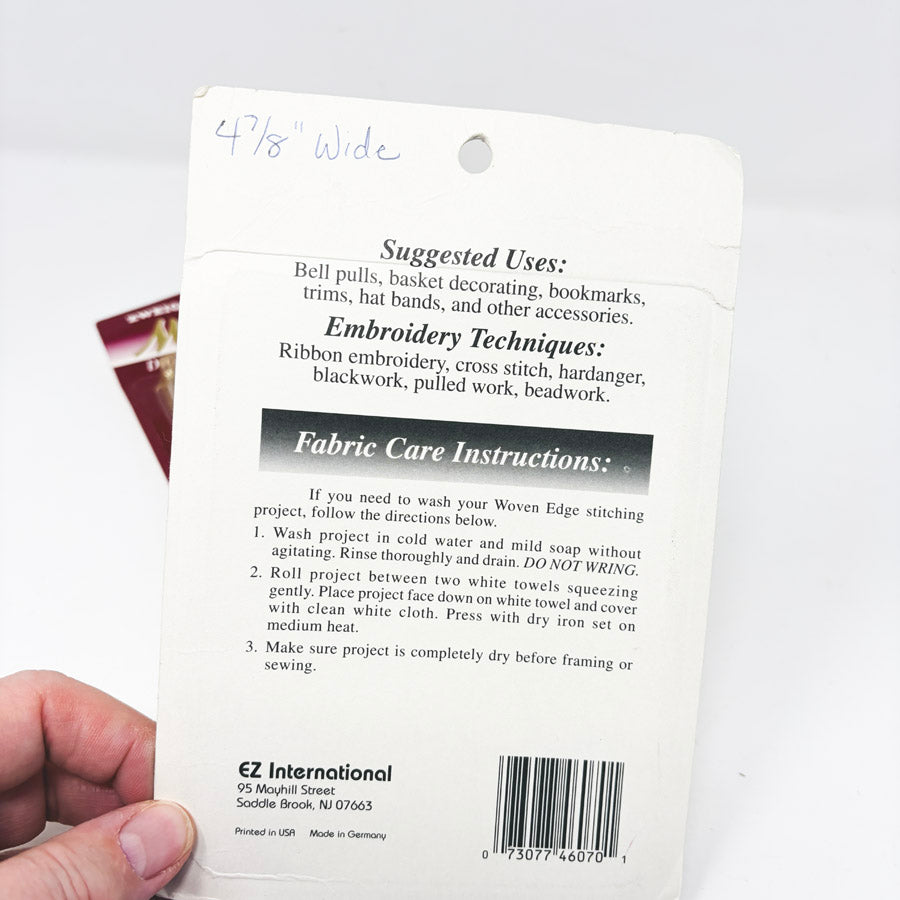 4 7/8" Wide
Suggested Uses:
Bell pulls, basket decorating, bookmarks,
trims, hat bands, and other accessories.
Embroidery Techniques:
Ribbon embroidery, cross stitch, hardanger,
blackwork, pulled work, beadwork.
Fabric Care Instructions:
If you need to wash your Woven Edge stitching
project, follow the directions below.
1. Wash project in cold water and mild soap without
agitating. Rinse thoroughly and drain. DO NOT WRING.
2. Roll project between two white towels squeezing
gently. Place project face down on white towel and cover
with clean white cloth. Press with dry iron set on
medium heat.
3. Make sure project is completely dry before framing or
sewing.
EZ International
95 Mayhill Street
Saddle Brook, NJ 07663
Printed in USA Made in Germany
0 73077 46070 1